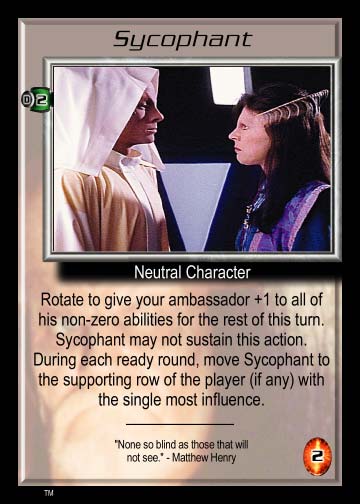 Sycophant
D 2
Neutral Character
Rotate to give your ambassador +1 to all of
his non-zero abilities for the rest of this turn.
Sycophant may not sustain this action.
During each ready round, move Sycophant to
the supporting row of the player (if any) with
the single most influence.
"None so blind as those that will
not see." - Matthew Henry
2
TM